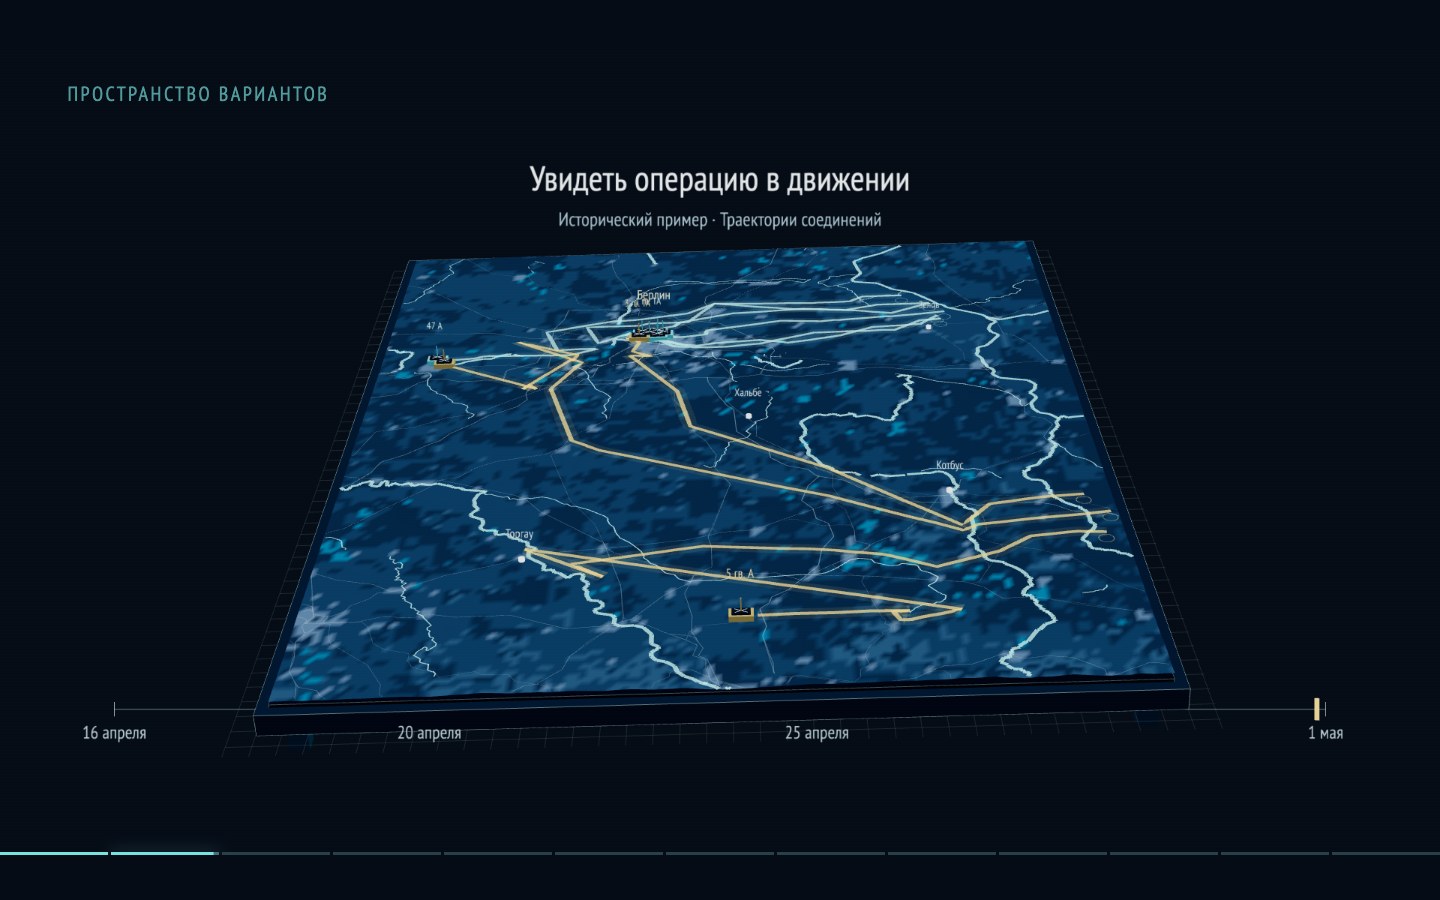 ПРОСТРАНСТВО ВАРИАНТОВ
Увидеть операцию в движении
Исторический пример · Траектории соединений
Берлин
47 А
Хальбе
Котбус
Торгау
5 гв. А
16 апреля
20 апреля
25 апреля
1 мая